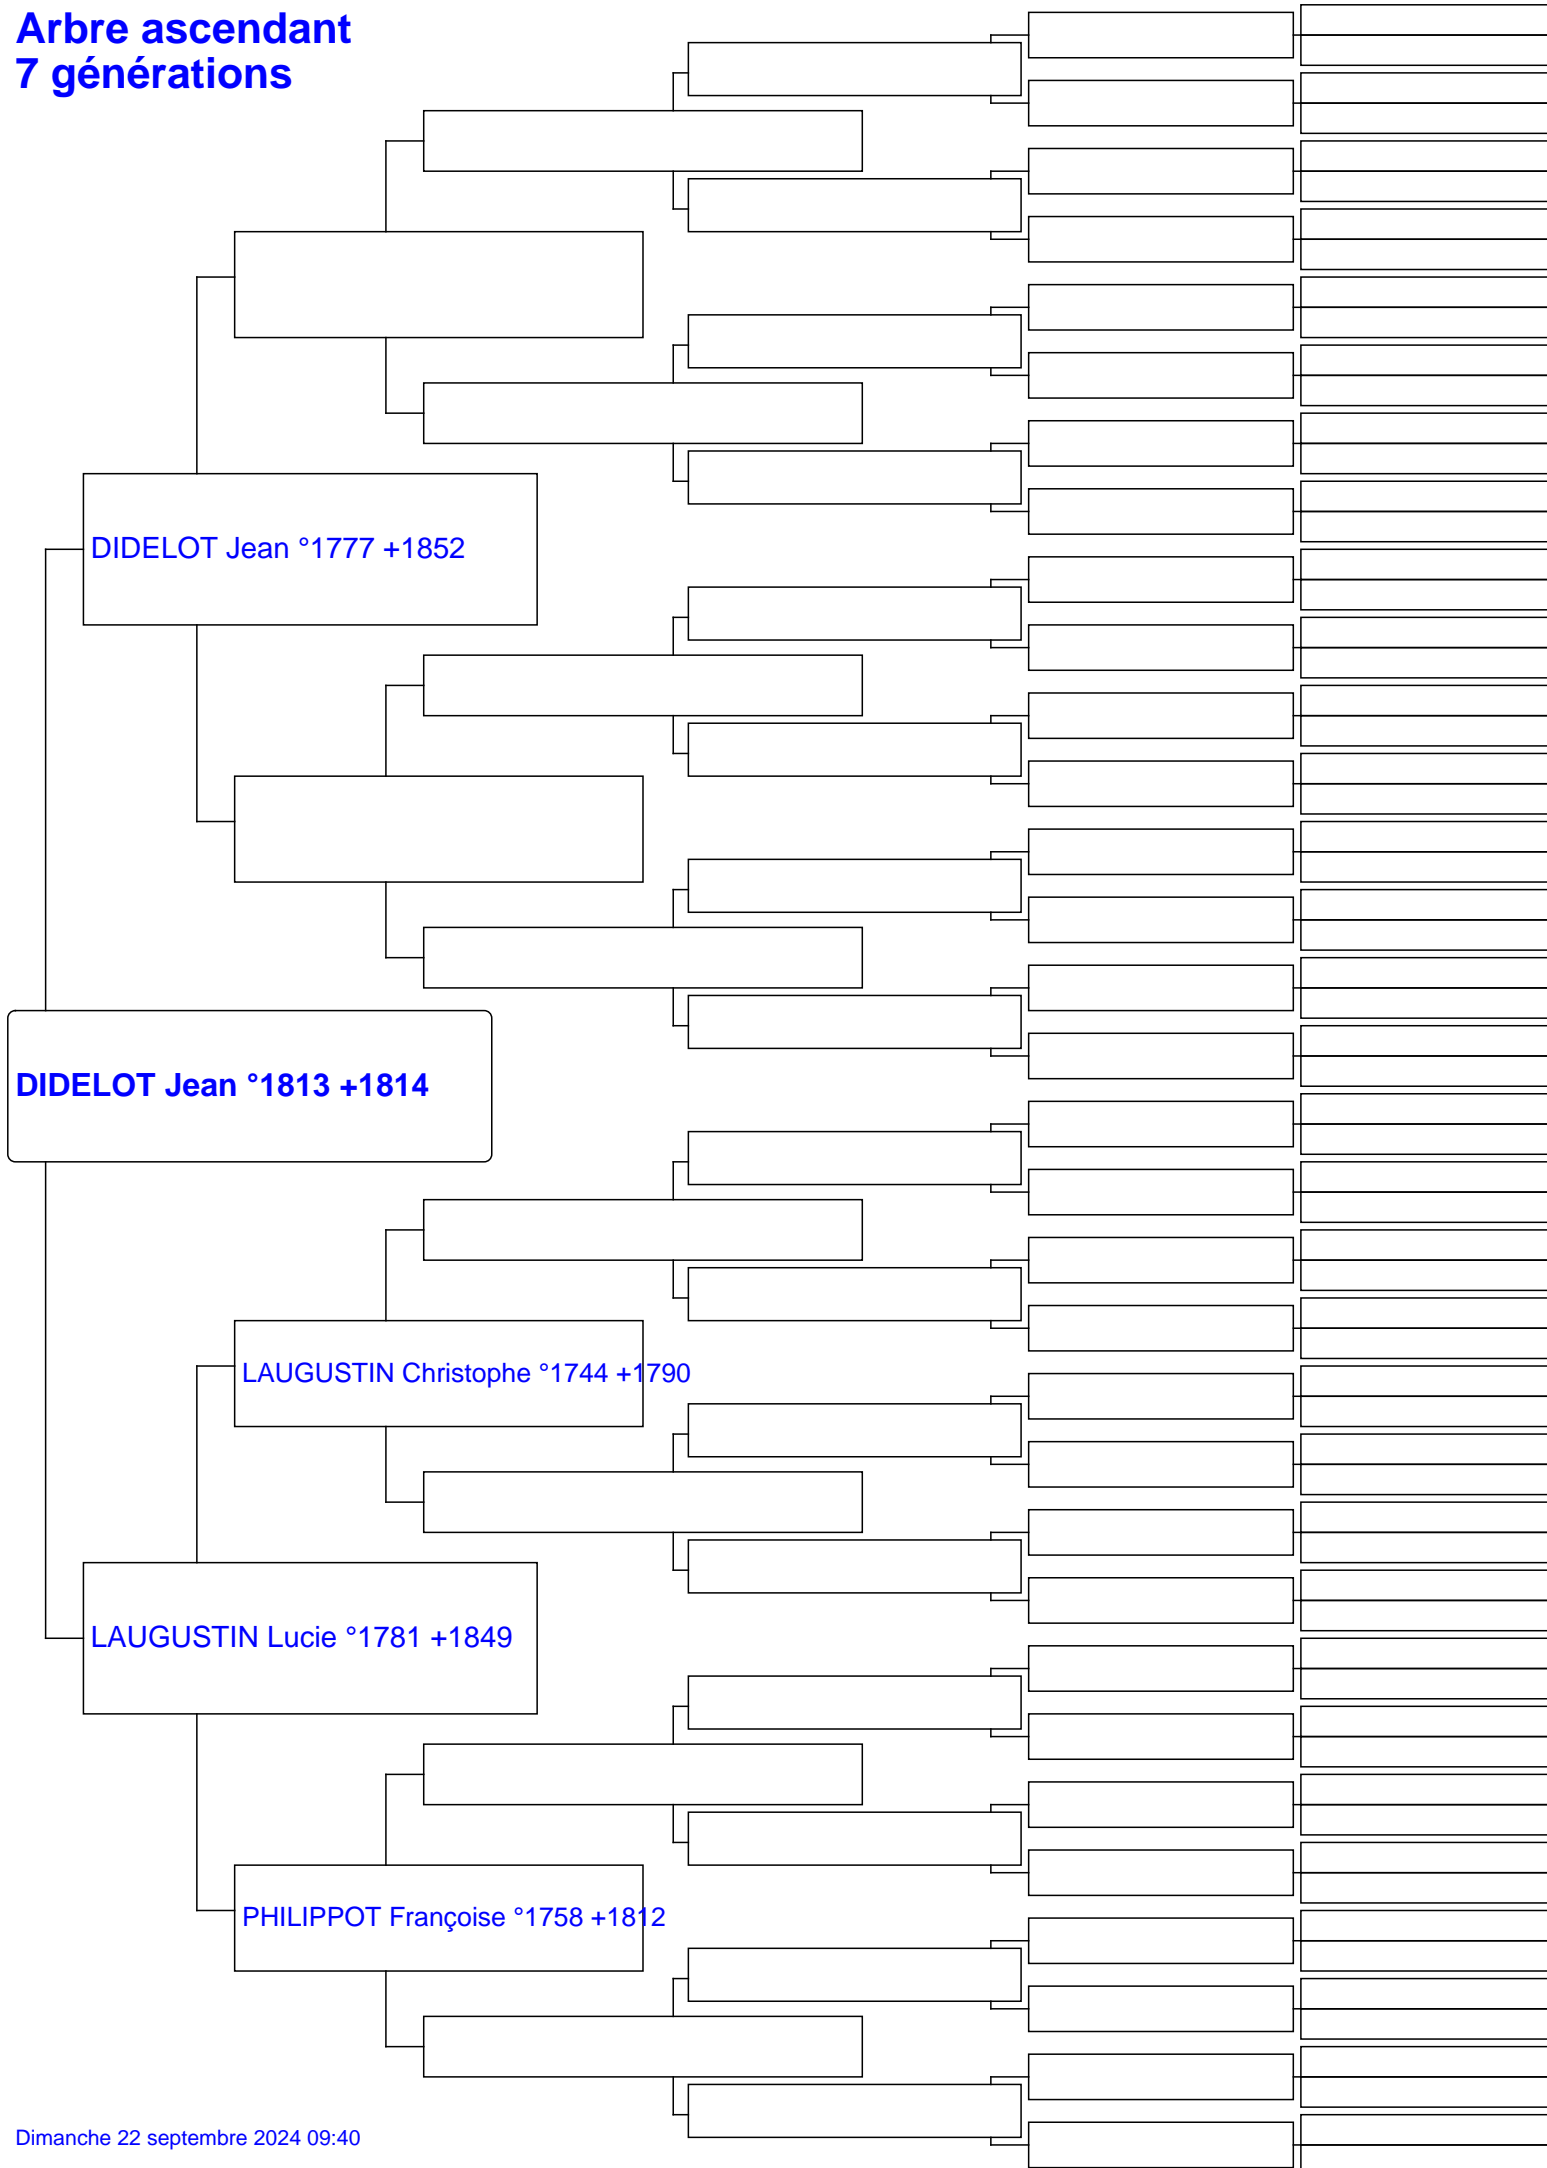 Arbre ascendant
7 générations
DIDELOT Jean °1777 +1852
DIDELOT Jean °1813 +1814
LAUGUSTIN Christophe °1744 +1790
LAUGUSTIN Lucie °1781 +1849
PHILIPPOT Françoise °1758 +1812
Dimanche 22 septembre 2024 09:40